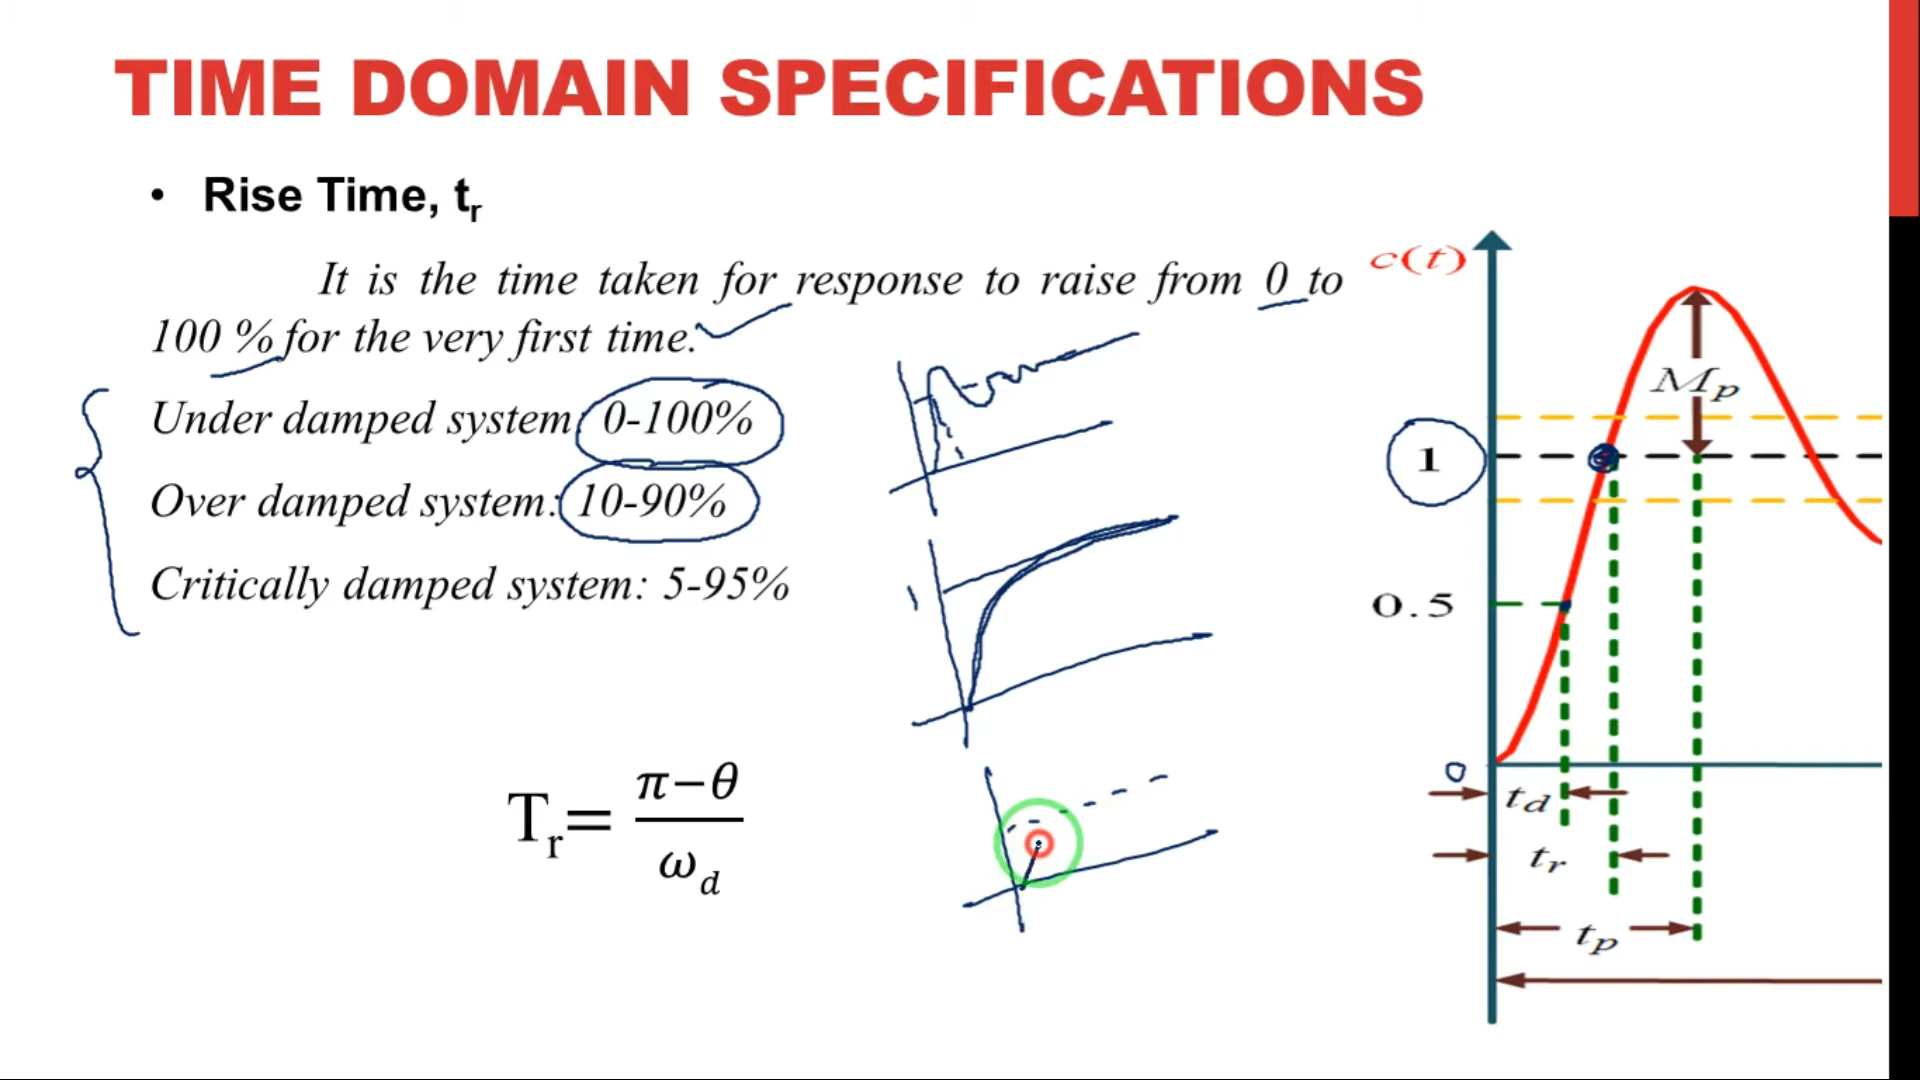 TIME DOMAIN SPECIFICATIONS
• Rise Time, tr
It is the time taken for response to raise from 0 to
100 % for the very first time.
Under damped system: 0-100%
Over damped system: 10-90%
Critically damped system: 5-95%
Tr= π−θ / ωd
c(t)
Mp
1
0.5
0
td
tr
tp